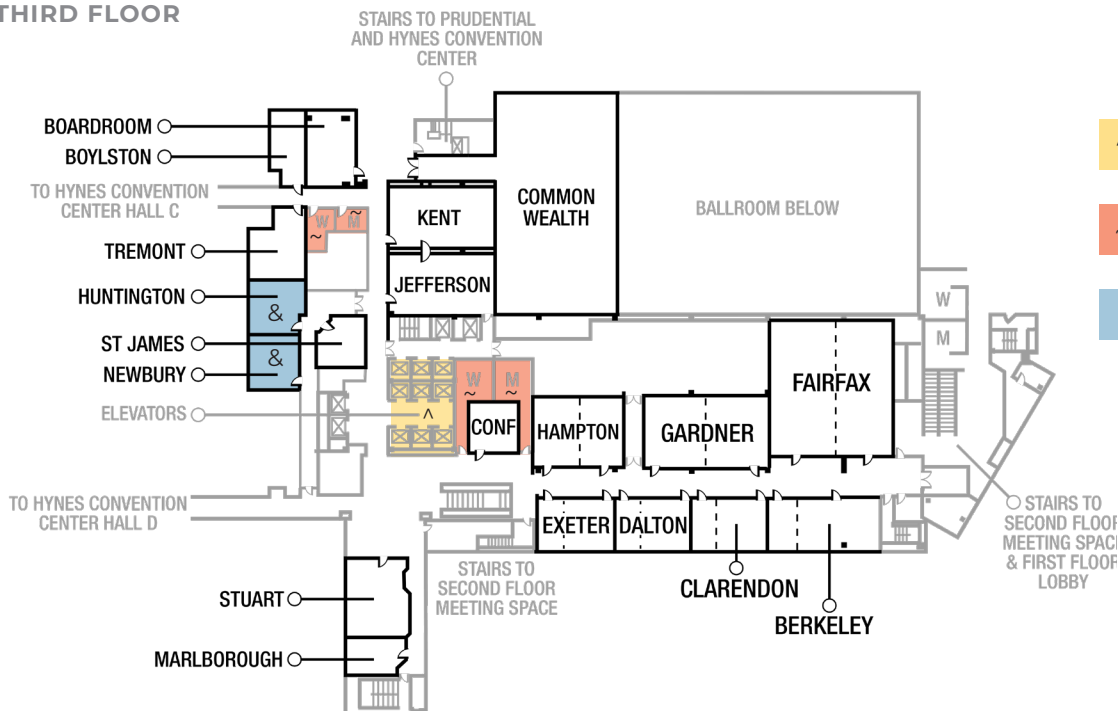 THIRD FLOOR
STAIRS TO PRUDENTIAL
AND HYNES CONVENTION
CENTER
BOARDROOM
BOYLSTON
TO HYNES CONVENTION
CENTER HALL C
TREMONT
HUNTINGTON
&
ST JAMES
NEWBURY
&
ELEVATORS
^
W
~
M
~
KENT
JEFFERSON
COMMON
WEALTH
BALLROOM BELOW
W
M
W
~
M
~
CONF
HAMPTON
GARDNER
FAIRFAX
EXETER
DALTON
CLARENDON
BERKELEY
TO HYNES CONVENTION
CENTER HALL D
STAIRS TO
SECOND FLOOR
MEETING SPACE
STAIRS TO
SECOND FLOOR
MEETING SPACE
& FIRST FLOOR
LOBBY
STUART
MARLBOROUGH